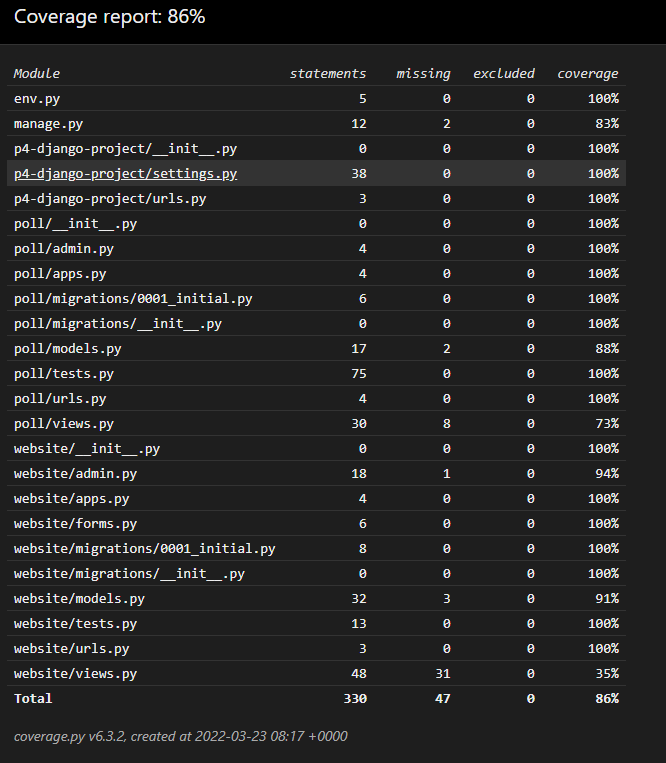 Coverage report: 86%
Module statements missing excluded coverage
env.py 5 0 0 100%
manage.py 12 2 0 83%
p4-django-project/__init__.py 0 0 0 100%
p4-django-project/settings.py 38 0 0 100%
p4-django-project/urls.py 3 0 0 100%
poll/__init__.py 0 0 0 100%
poll/admin.py 4 0 0 100%
poll/apps.py 4 0 0 100%
poll/migrations/0001_initial.py 6 0 0 100%
poll/migrations/__init__.py 0 0 0 100%
poll/models.py 17 2 0 88%
poll/tests.py 75 0 0 100%
poll/urls.py 4 0 0 100%
poll/views.py 30 8 0 73%
website/__init__.py 0 0 0 100%
website/admin.py 18 1 0 94%
website/apps.py 4 0 0 100%
website/forms.py 6 0 0 100%
website/migrations/0001_initial.py 8 0 0 100%
website/migrations/__init__.py 0 0 0 100%
website/models.py 32 3 0 91%
website/tests.py 13 0 0 100%
website/urls.py 3 0 0 100%
website/views.py 48 31 0 35%
Total 330 47 0 86%
coverage.py v6.3.2, created at 2022-03-23 08:17 +0000